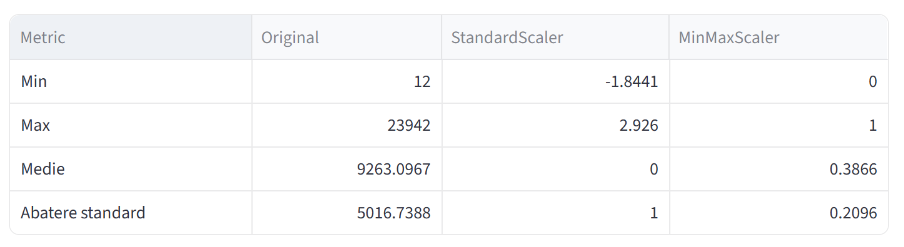 Metric Original StandardScaler MinMaxScaler
Min 12 -1.8441 0
Max 23942 2.926 1
Medie 9263.0967 0 0.3866
Abatere standard 5016.7388 1 0.2096